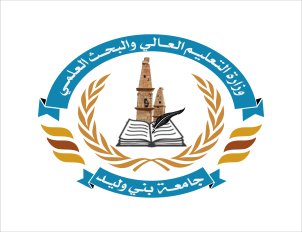 وزارة التعليم العالي والبحث العلمي
جامعة بني وليد